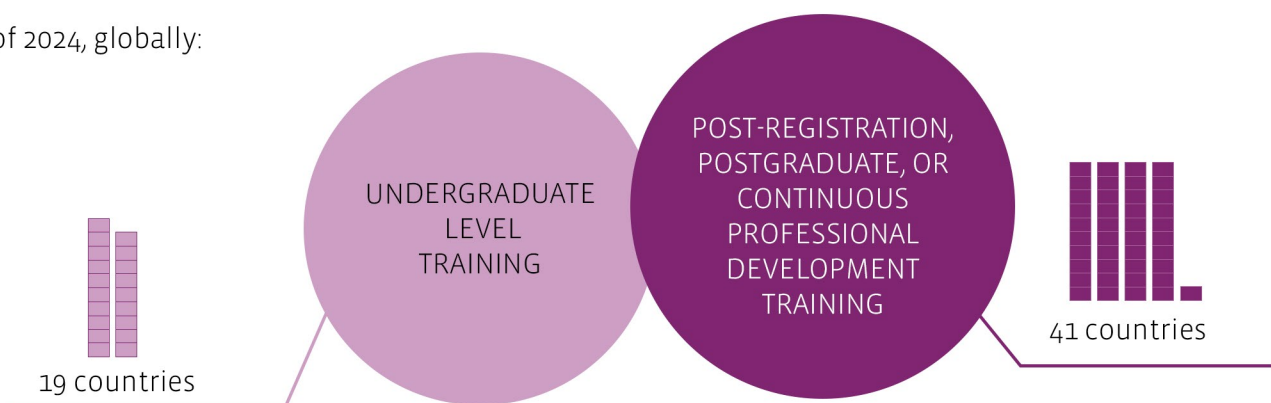 of 2024, globally:
UNDERGRADUATE
LEVEL
TRAINING
POST-REGISTRATION,
POSTGRADUATE, OR
CONTINUOUS
PROFESSIONAL
DEVELOPMENT
TRAINING
19 countries
41 countries